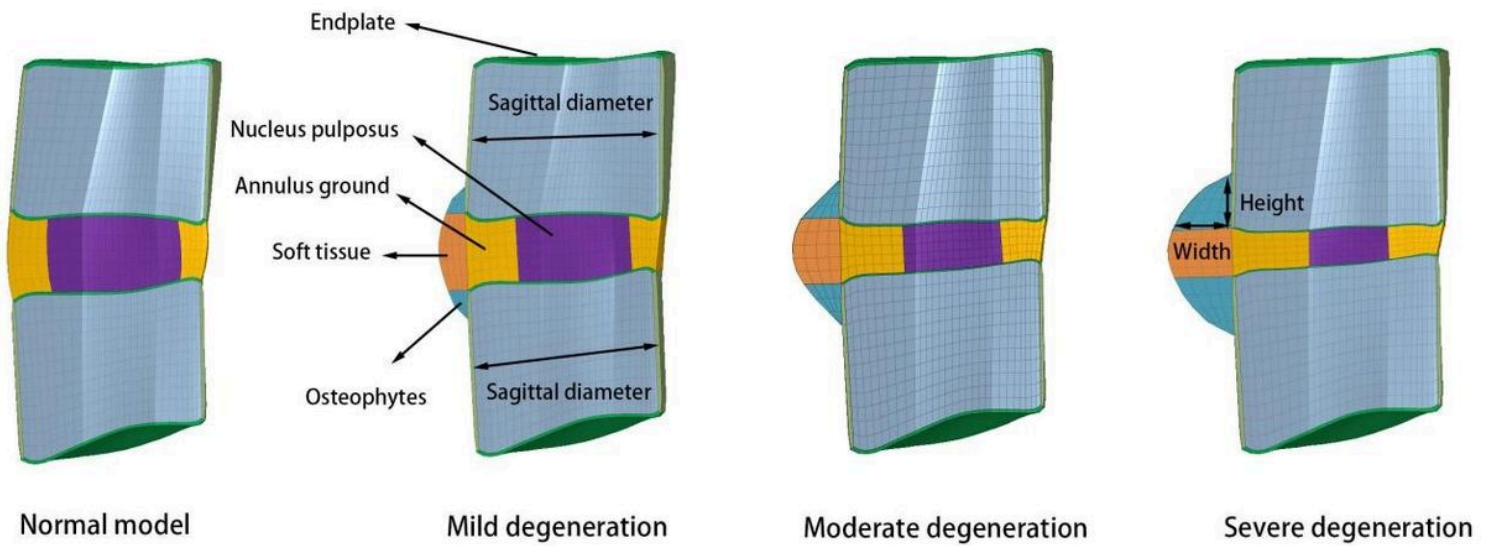 Endplate
Sagittal diameter
Nucleus pulposus
Annulus ground
Soft tissue
Osteophytes
Sagittal diameter
Height
Width
Normal model
Mild degeneration
Moderate degeneration
Severe degeneration